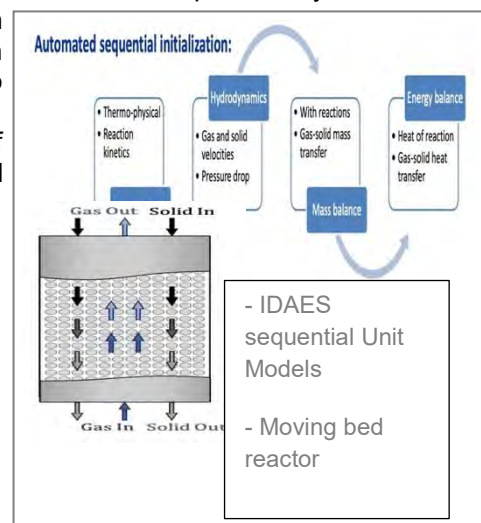 Automated sequential initialization:
Hydrodynamics
Energy balance
• Thermo-physical
• Reaction
kinetics
• Gas and solid
velocities
• Pressure drop
• With reactions
• Gas-solid mass
transfer
• Heat of reaction
• Gas-solid heat
transfer
Mass balance
Gas Out Solid In
Gas In Solid Out
- IDAES
sequential Unit
Models
- Moving bed
reactor